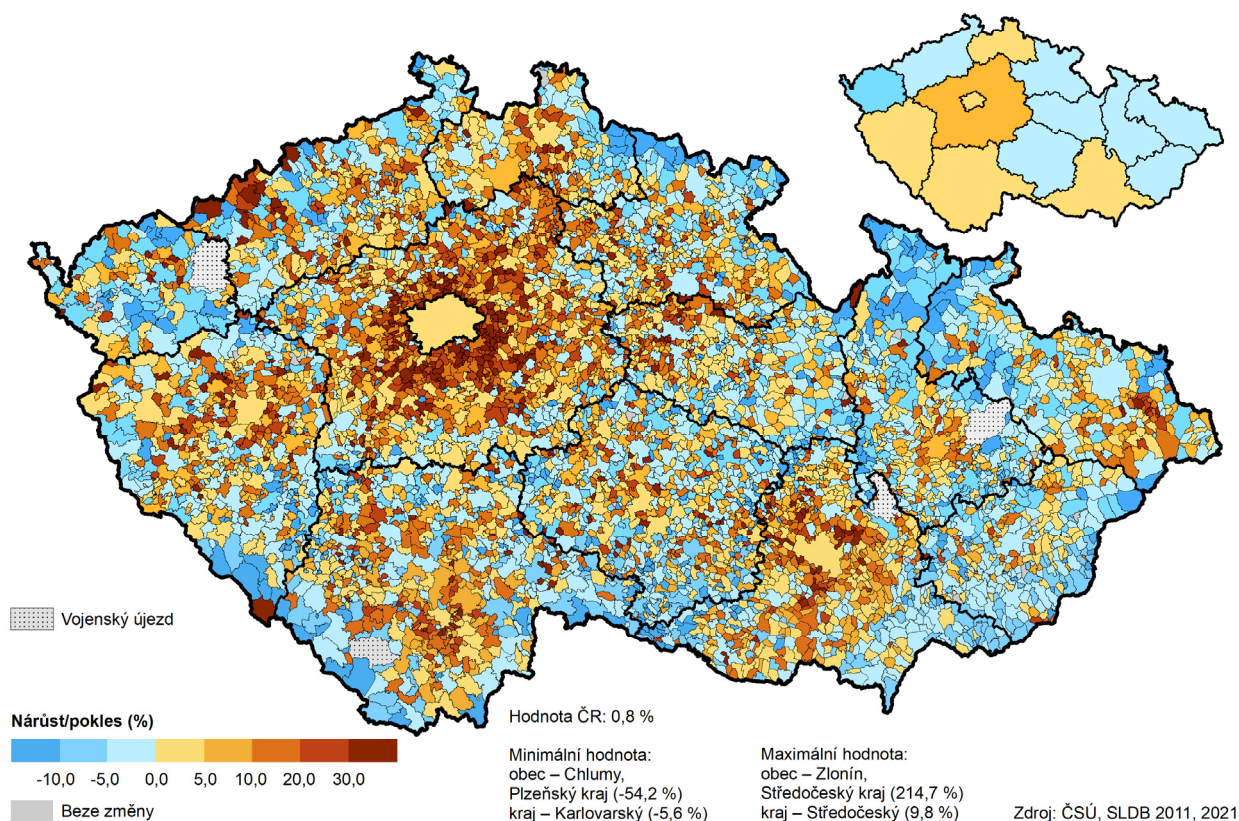 Vojenský újezd
Nárůst/pokles (%)
-10,0 -5,0 0,0 5,0 10,0 20,0 30,0
Beze změny
Hodnota ČR: 0,8 %
Minimální hodnota:
obec – Chlumy,
Plzeňský kraj (-54,2 %)
kraj – Karlovarský (-5,6 %)
Maximální hodnota:
obec – Zlonín,
Středočeský kraj (214,7 %)
kraj – Středočeský (9,8 %)
Zdroj: ČSÚ, SLDB 2011, 2021